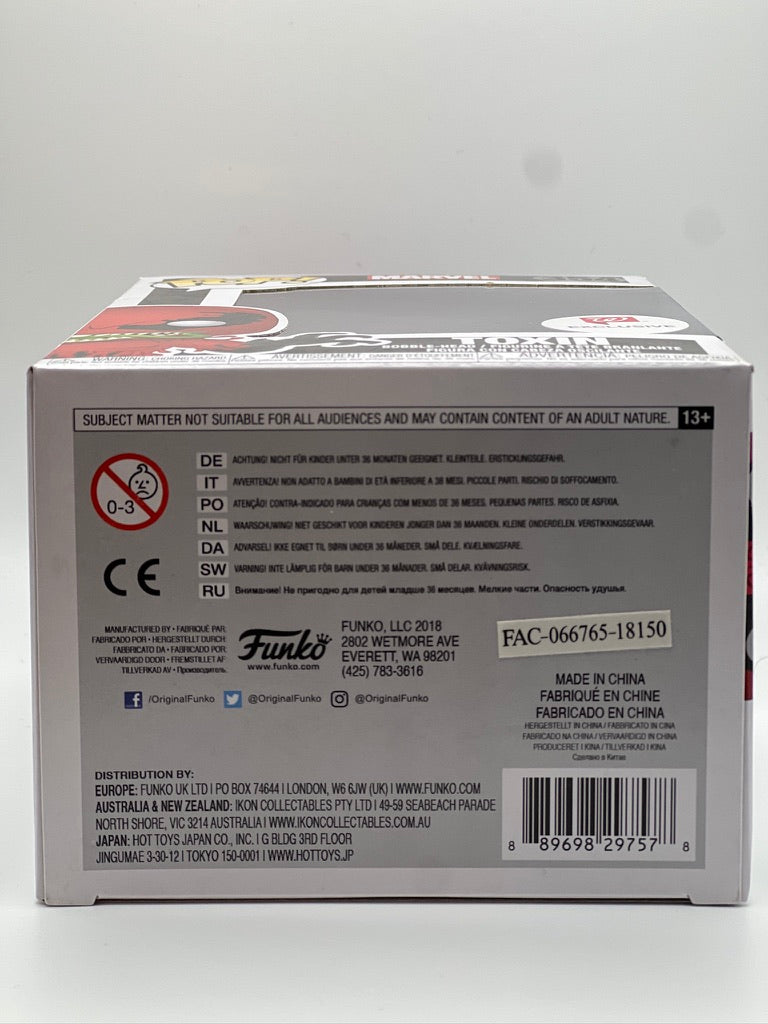 MARVEL
EXCLUSIVE
TOXIN
BOBBLE-HEAD
WARNING: CHOKING HAZARD
AVERTISSEMENT: DANGER D'ÉTOUFFEMENT
ADVERTENCIA: PELIGRO DE ASFIXIA
SUBJECT MATTER NOT SUITABLE FOR ALL AUDIENCES AND MAY CONTAIN CONTENT OF AN ADULT NATURE. 13+
0-3
DE ACHTUNG! NICHT FÜR KINDER UNTER 36 MONATEN GEEIGNET. KLEINTEILE. ERSTICKUNGSGEFAHR.
IT AVVERTENZA! NON ADATTO A BAMBINI DI ETÀ INFERIORE A 36 MESI. PICCOLE PARTI. RISCHIO DI SOFFOCAMENTO.
PO ATENÇÃO! CONTRA-INDICADO PARA CRIANÇAS COM MENOS DE 36 MESES. PEQUENAS PARTES. RISCO DE ASFIXIA.
NL WAARSCHUWING! NIET GESCHIKT VOOR KINDEREN JONGER DAN 36 MAANDEN. KLEINE ONDERDELEN. VERSTIKKINGSGEVAAR.
DA ADVARSEL! IKKE EGNET TIL BØRN UNDER 36 MÅNEDER. SMÅ DELE. KVÆLNINGSFARE.
SW VARNING! INTE LÄMPLIG FÖR BARN UNDER 36 MÅNADER. SMÅ DELAR. KVÄVNINGSRISK.
RU Внимание! Не пригодно для детей младше 36 месяцев. Мелкие части. Опасность удушья.
CE
MANUFACTURED BY • FABRIQUÉ PAR:
FABRICADO POR • HERGESTELLT DURCH:
FABBRICATO DA • FABRICADO POR:
VERVAARDIGD DOOR • FREMSTILLET AF:
TILLVERKAD AV • Производитель:
Funko
www.funko.com
FUNKO, LLC 2018
2802 WETMORE AVE
EVERETT, WA 98201
(425) 783-3616
FAC-066765-18150
/OriginalFunko @OriginalFunko @OriginalFunko
MADE IN CHINA
FABRIQUÉ EN CHINE
FABRICADO EN CHINA
HERGESTELLT IN CHINA / FABBRICATO IN CINA
FABRICADO NA CHINA / VERVAARDIGD IN CHINA
PRODUCERET I KINA / TILLVERKAD I KINA
Сделано в Китае
DISTRIBUTION BY:
EUROPE: FUNKO UK LTD | PO BOX 74644 | LONDON, W6 6JW (UK) | WWW.FUNKO.COM
AUSTRALIA & NEW ZEALAND: IKON COLLECTABLES PTY LTD | 49-59 SEABEACH PARADE
NORTH SHORE, VIC 3214 AUSTRALIA | WWW.IKONCOLLECTABLES.COM.AU
JAPAN: HOT TOYS JAPAN CO., INC. | G BLDG 3RD FLOOR
JINGUMAE 3-30-12 | TOKYO 150-0001 | WWW.HOTTOYS.JP
8 89698 29757 8